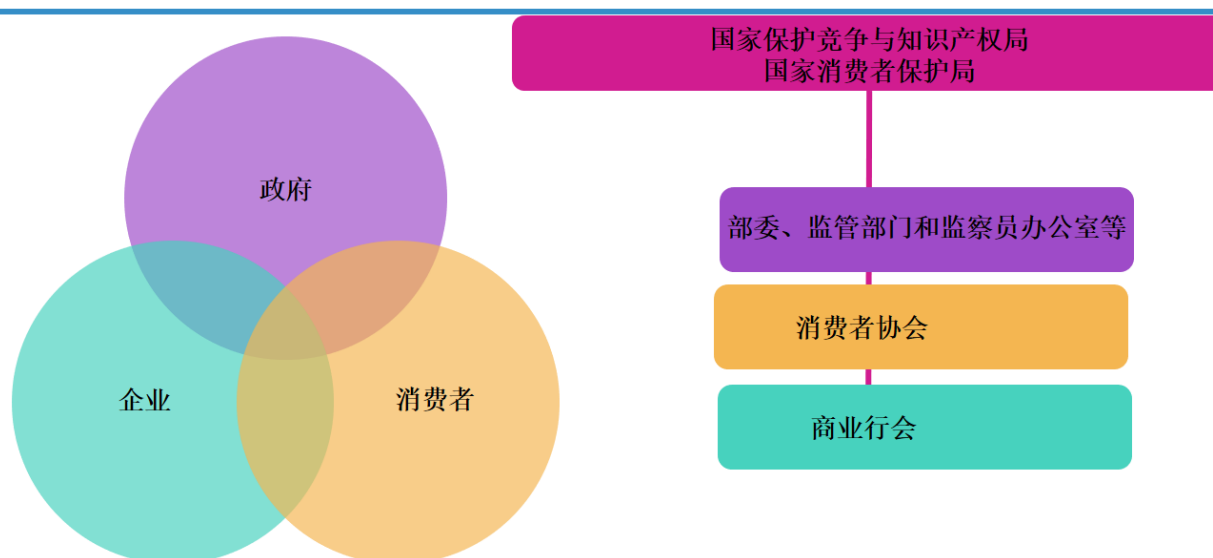 国家保护竞争与知识产权局
国家消费者保护局
政府
部委、监管部门和监察员办公室等
消费者协会
企业
消费者
商业行会